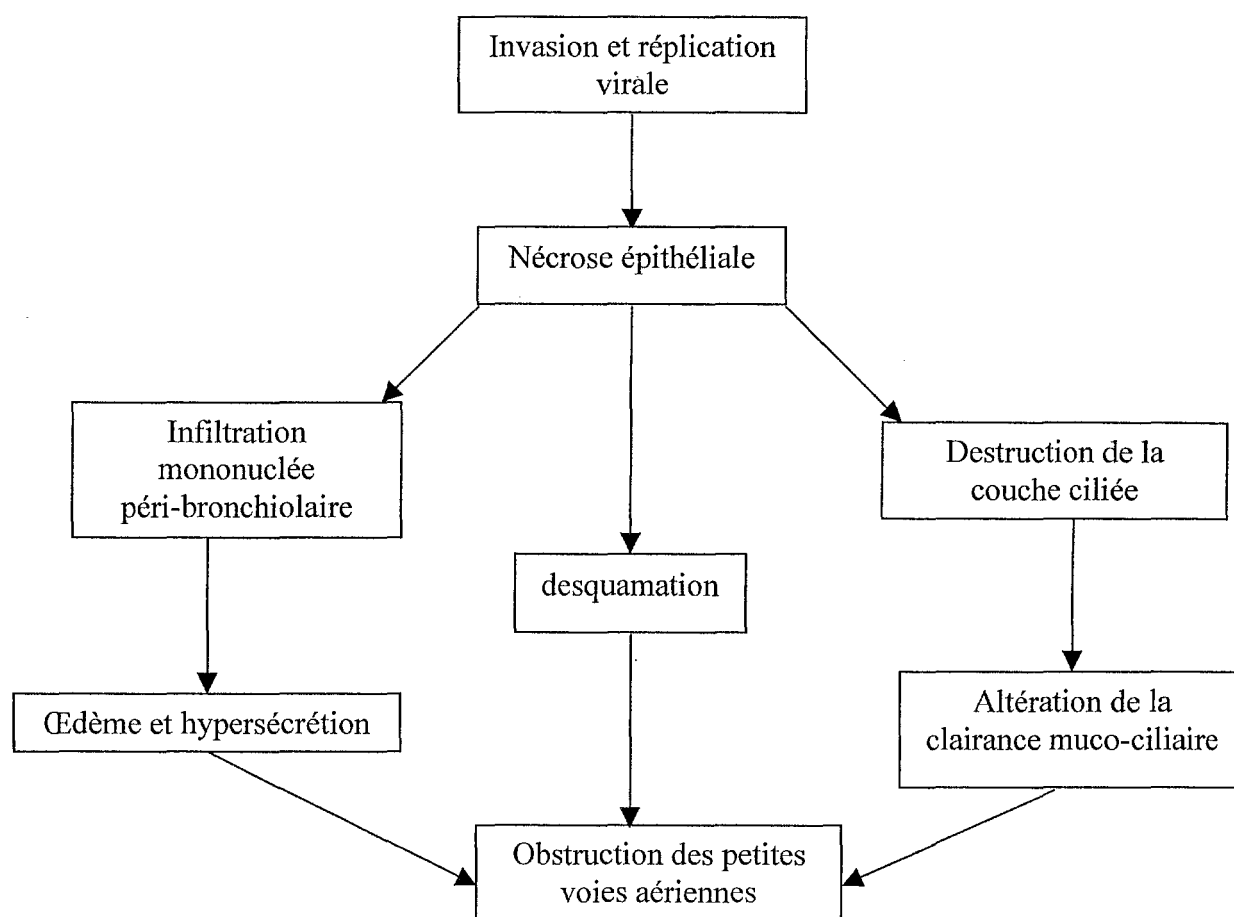 Invasion et réplication
virale
Nécrose épithéliale
Infiltration
mononuclée
péri-bronchiolaire
Destruction de la
couche ciliée
desquamation
Œdème et hypersécrétion
Altération de la
clairance muco-ciliaire
Obstruction des petites
voies aériennes